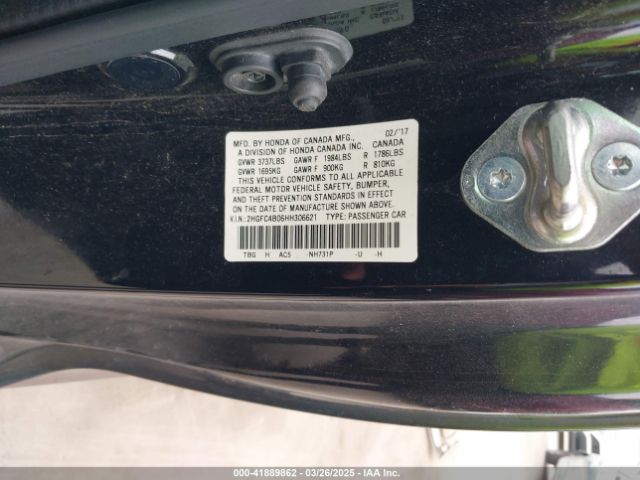 MFD. BY HONDA OF CANADA MFG., 02/'17
A DIVISION OF HONDA CANADA INC. CANADA
GVWR 3737LBS GAWR F 1984LBS R 1786LBS
GVWR 1695KG GAWR F 900KG R 810KG
THIS VEHICLE CONFORMS TO ALL APPLICABLE
FEDERAL MOTOR VEHICLE SAFETY, BUMPER,
AND THEFT PREVENTION STANDARDS IN EFFECT
ON THE DATE OF MANUFACTURE SHOWN ABOVE.
V.I.N.: 2HGFC4B06HH306621 TYPE: PASSENGER CAR
TBG H AC5 -NH731P -U -H
000-41889862 | 03/26/2025 | IAA Inc.